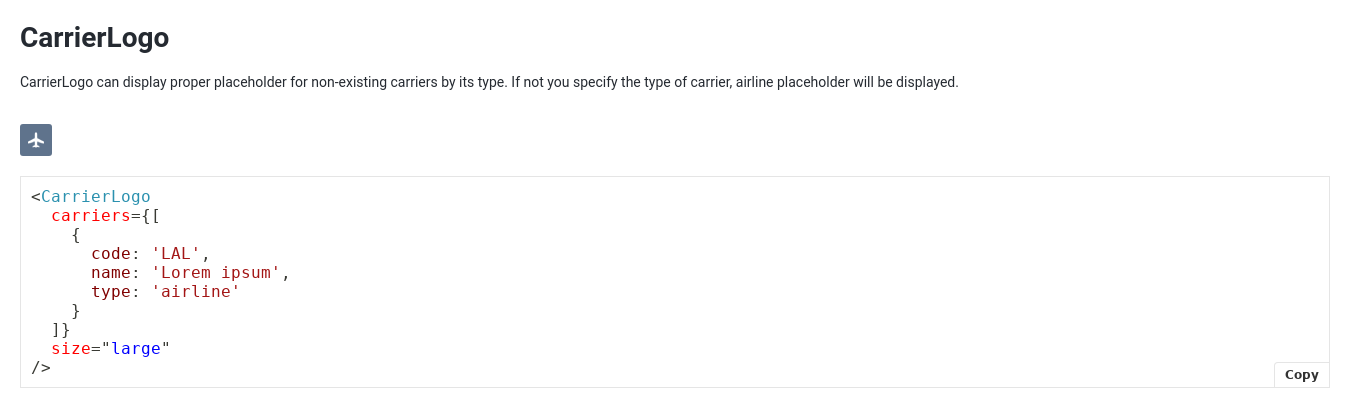 CarrierLogo
CarrierLogo can display proper placeholder for non-existing carriers by its type. If not you specify the type of carrier, airline placeholder will be displayed.
<CarrierLogo
  carriers={[
    {
      code: 'LAL',
      name: 'Lorem ipsum',
      type: 'airline'
    }
  ]}
  size="large"
/>
Copy